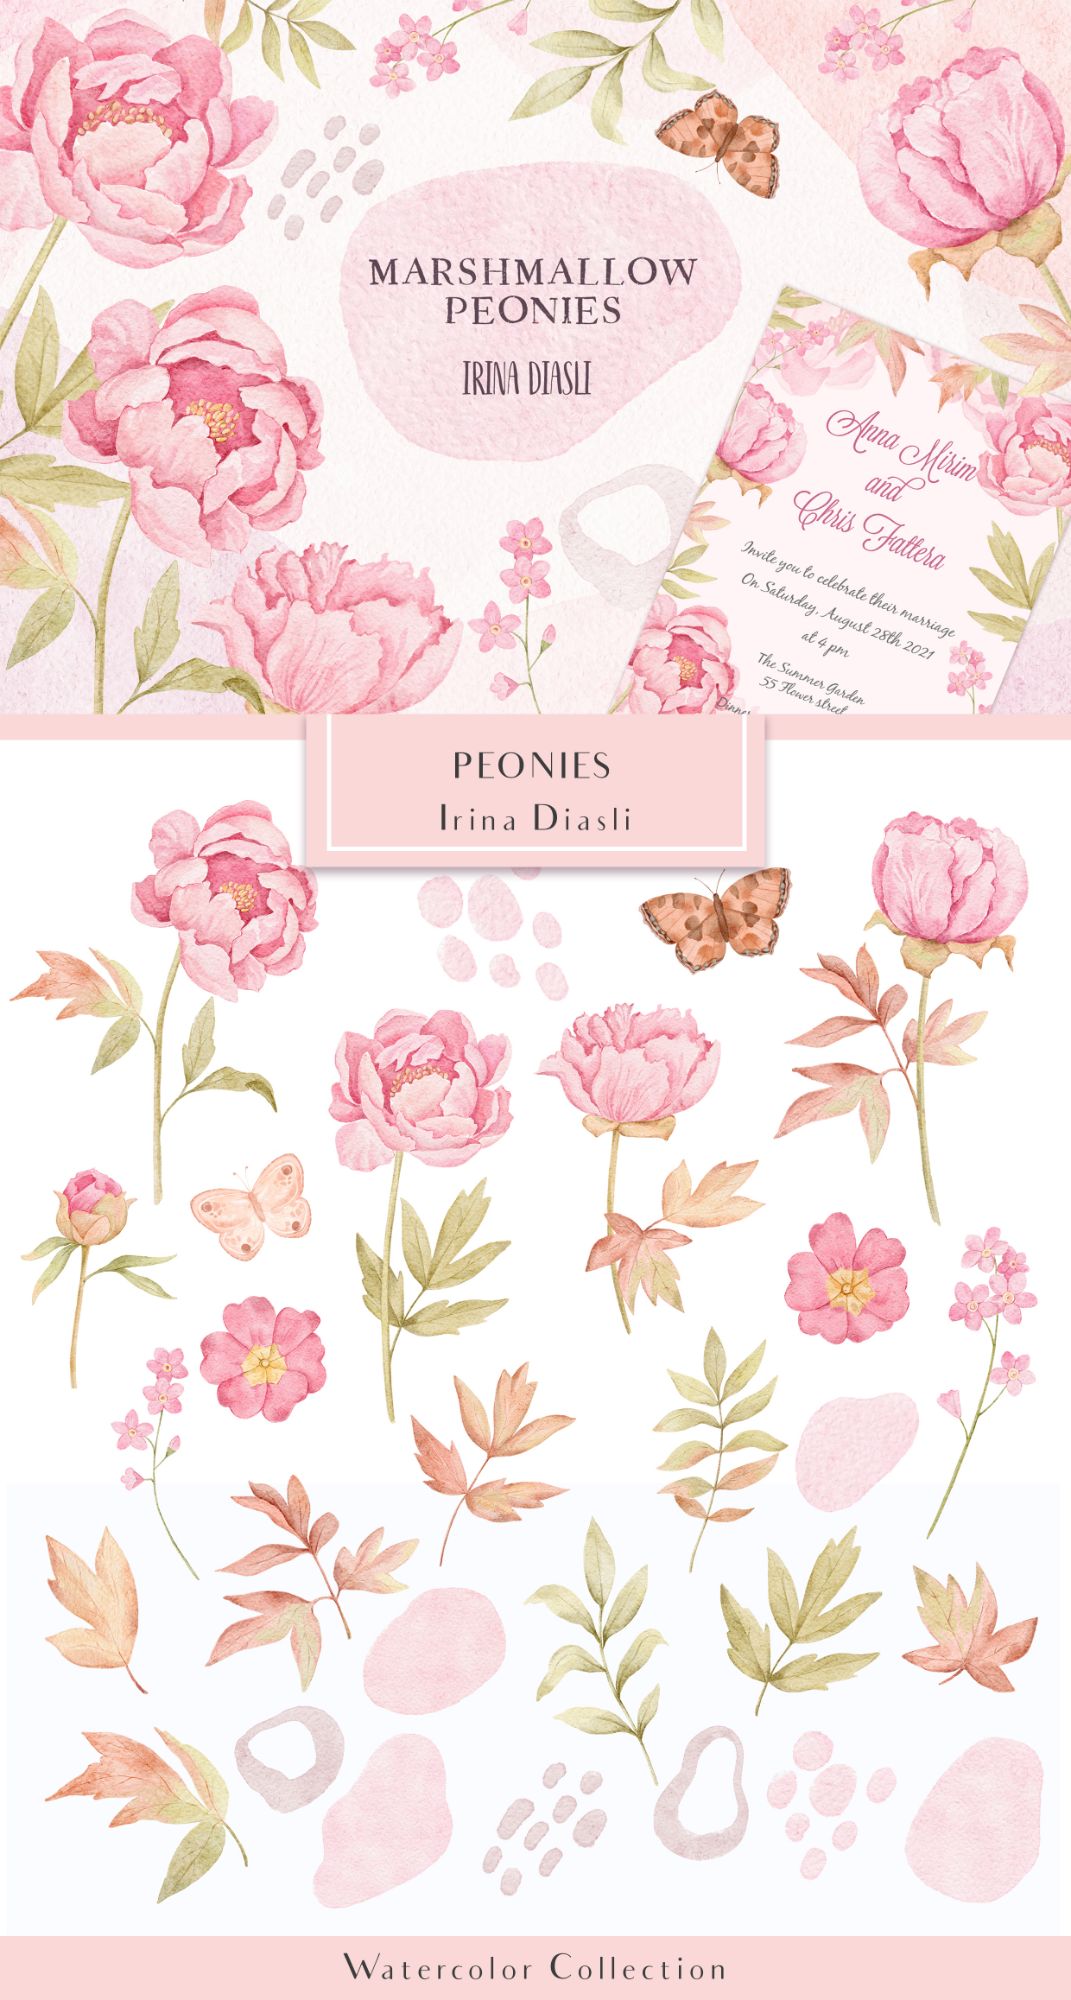 MARSHMALLOW
PEONIES
IRINA DIASLI
Anna Mirim
and
Chris Fattera
Invite you to celebrate their marriage
On Saturday, August 28th 2021
at 4 pm
The Summer Garden
55 Flower street
Dinner
PEONIES
Irina Diasli
Watercolor Collection